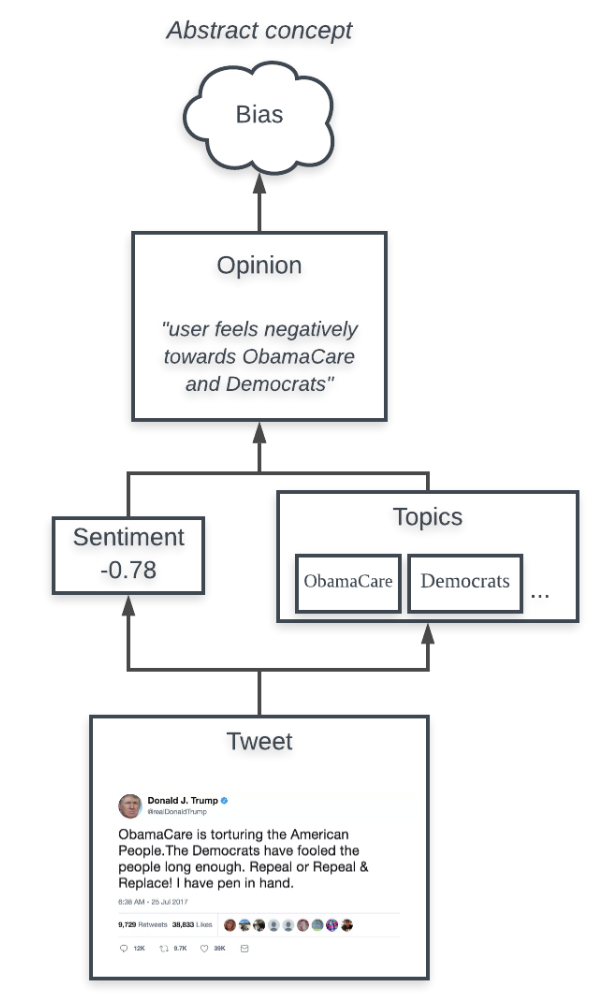 Abstract concept
Bias
Opinion
"user feels negatively
towards ObamaCare
and Democrats"
Sentiment
-0.78
Topics
ObamaCare
Democrats
...
Tweet
Donald J. Trump
@realDonaldTrump
ObamaCare is torturing the American
People.The Democrats have fooled the
people long enough. Repeal or Repeal &
Replace! I have pen in hand.
6:36 AM - 25 Jul 2017
9,729 Retweets 38,833 Likes
12K 9.7K 39K